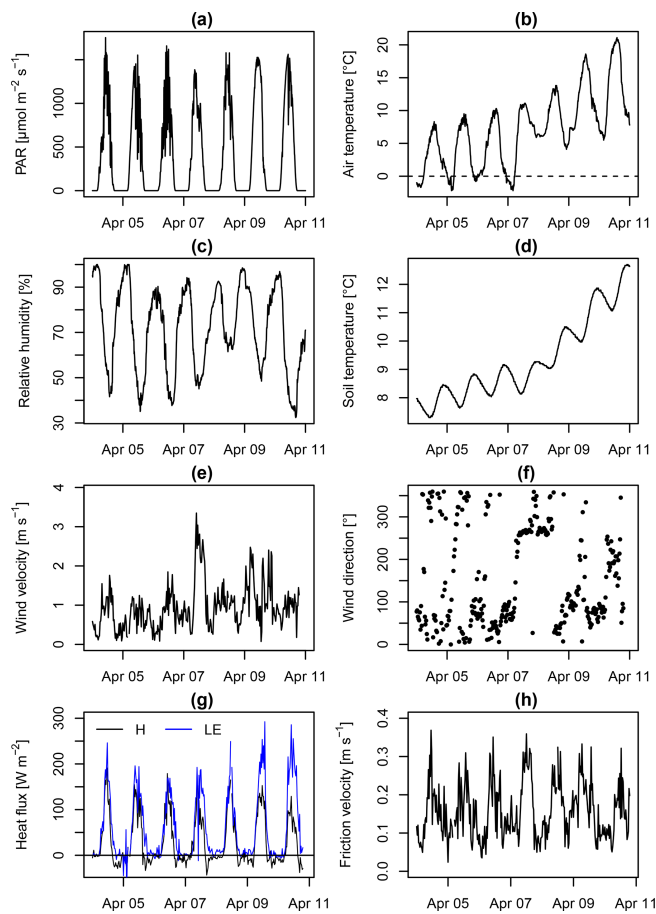 (a)
PAR [µmol m−2 s−1]
0
500
1000
Apr 05 Apr 07 Apr 09 Apr 11
(b)
Air temperature [°C]
0
5
10
15
20
Apr 05 Apr 07 Apr 09 Apr 11
(c)
Relative humidity [%]
30
50
70
90
Apr 05 Apr 07 Apr 09 Apr 11
(d)
Soil temperature [°C]
8
9
10
11
12
Apr 05 Apr 07 Apr 09 Apr 11
(e)
Wind velocity [m s−1]
0
1
2
3
4
Apr 05 Apr 07 Apr 09 Apr 11
(f)
Wind direction [°]
0
100
200
300
Apr 05 Apr 07 Apr 09 Apr 11
(g)
Heat flux [W m−2]
0
100
200
300
H LE
Apr 05 Apr 07 Apr 09 Apr 11
(h)
Friction velocity [m s−1]
0.0
0.1
0.2
0.3
0.4
Apr 05 Apr 07 Apr 09 Apr 11